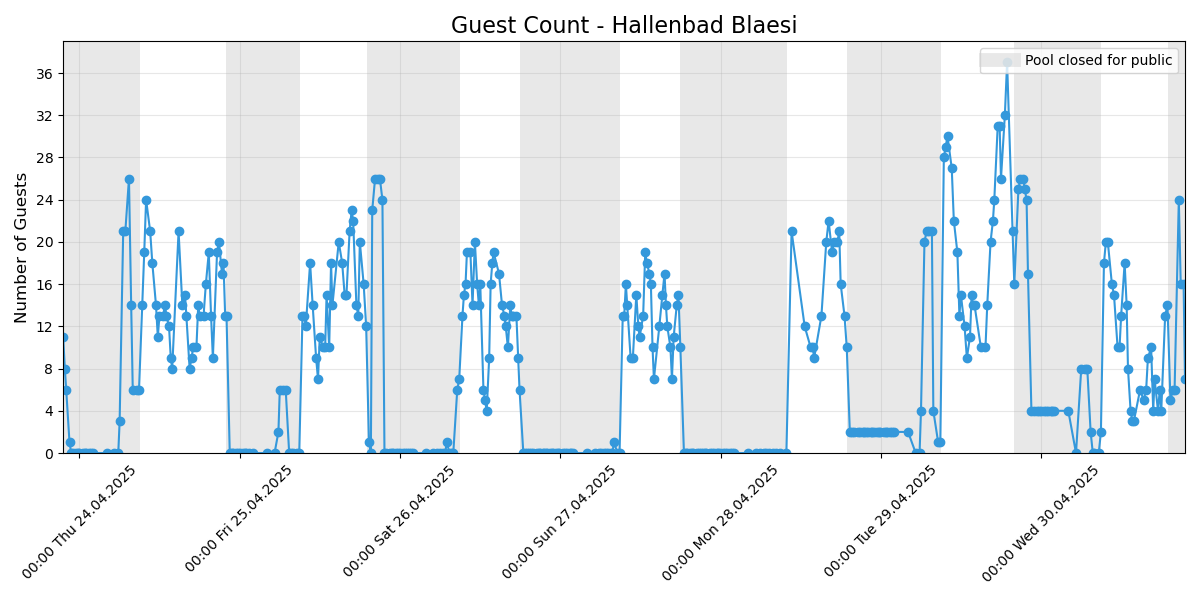 Guest Count - Hallenbad Blaesi
Pool closed for public
Number of Guests
36
32
28
24
20
16
12
8
4
0
00:00 Thu 24.04.2025
00:00 Fri 25.04.2025
00:00 Sat 26.04.2025
00:00 Sun 27.04.2025
00:00 Mon 28.04.2025
00:00 Tue 29.04.2025
00:00 Wed 30.04.2025